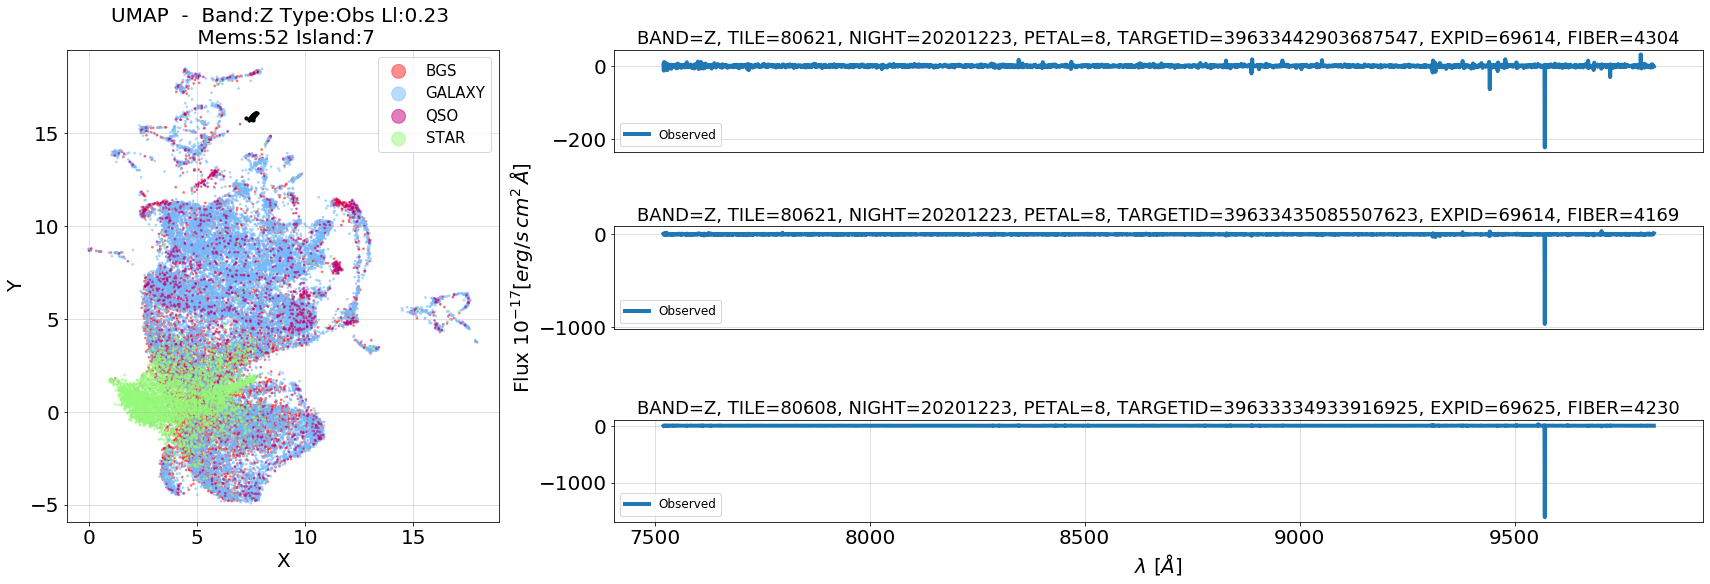 UMAP - Band:Z Type:Obs Ll:0.23
Mems:52 Island:7
BGS
GALAXY
QSO
STAR
15
10
5
0
−5
Y
0
5
10
15
X
Flux 10⁻¹⁷[erg/s cm² Å]
BAND=Z, TILE=80621, NIGHT=20201223, PETAL=8, TARGETID=39633442903687547, EXPID=69614, FIBER=4304
0
−200
Observed
BAND=Z, TILE=80621, NIGHT=20201223, PETAL=8, TARGETID=39633435085507623, EXPID=69614, FIBER=4169
0
−1000
Observed
BAND=Z, TILE=80608, NIGHT=20201223, PETAL=8, TARGETID=39633334933916925, EXPID=69625, FIBER=4230
0
−1000
Observed
7500
8000
8500
9000
9500
λ [Å]